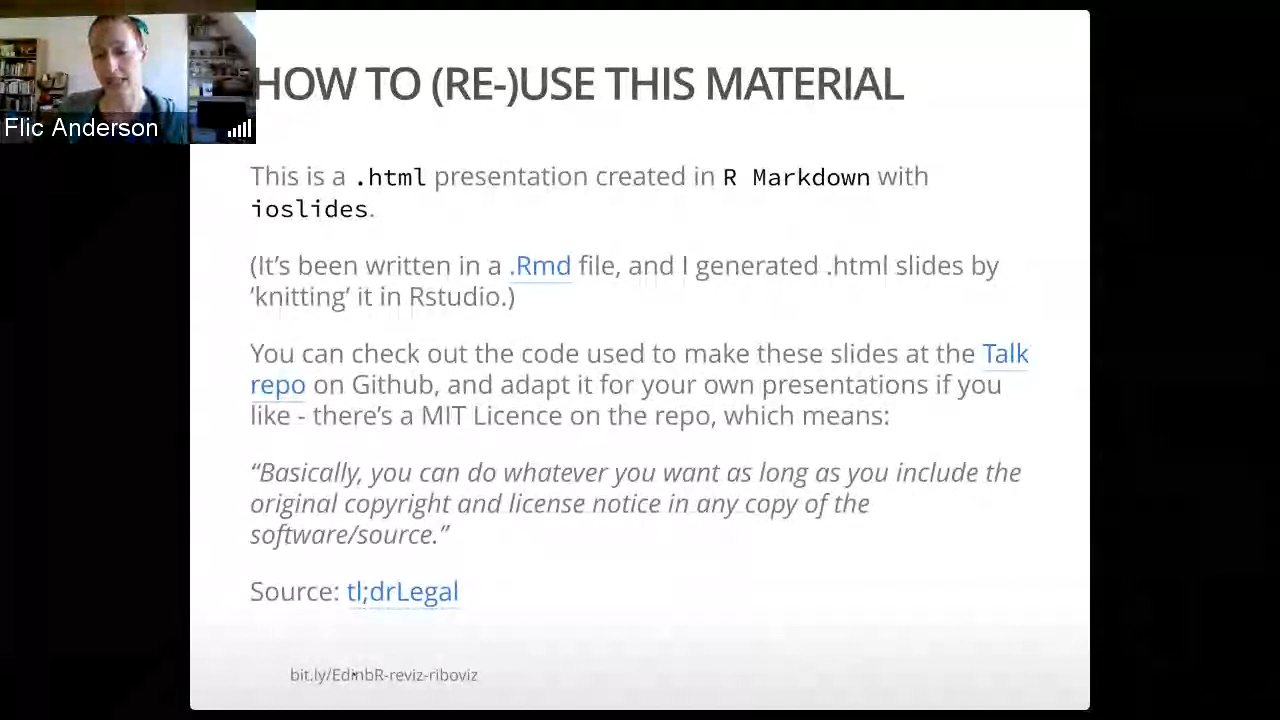 HOW TO (RE-)USE THIS MATERIAL
Flic Anderson
This is a .html presentation created in R Markdown with
ioslides.
(It’s been written in a .Rmd file, and I generated .html slides by
‘knitting’ it in Rstudio.)
You can check out the code used to make these slides at the Talk
repo on Github, and adapt it for your own presentations if you
like - there’s a MIT Licence on the repo, which means:
“Basically, you can do whatever you want as long as you include the
original copyright and license notice in any copy of the
software/source.”
Source: tl;drLegal
bit.ly/EdinbR-reviz-riboviz